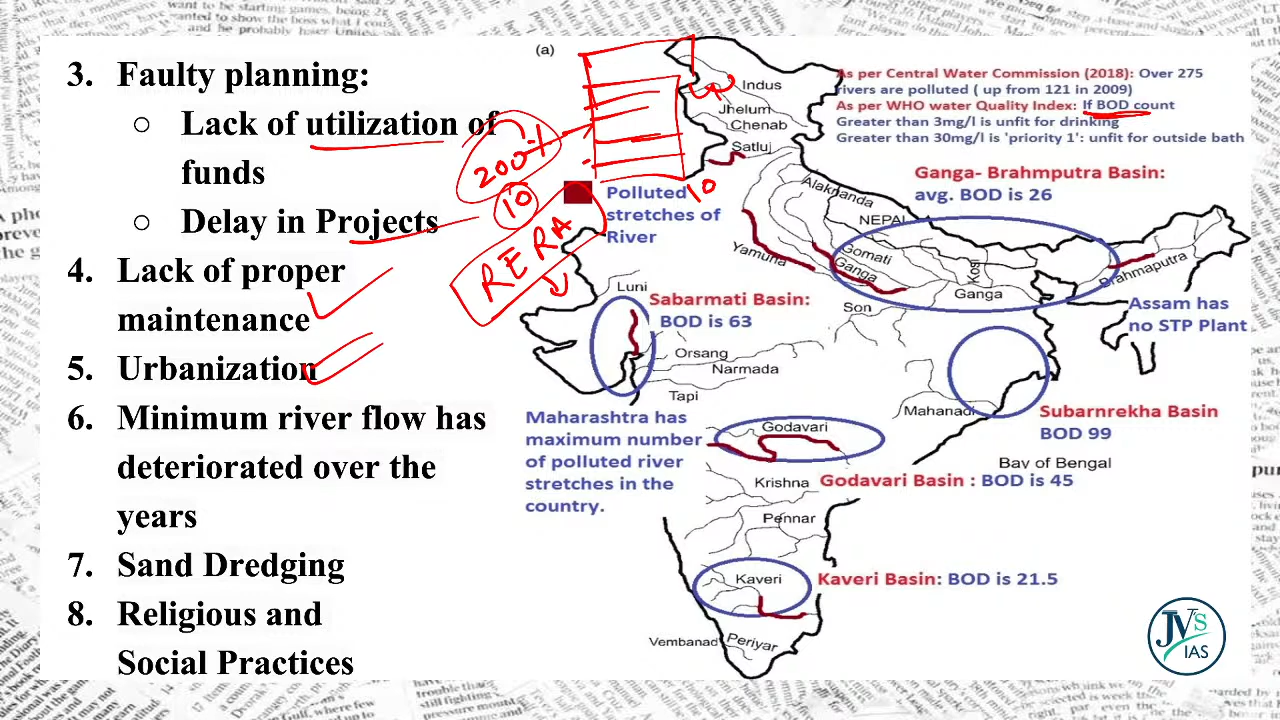 3. Faulty planning:
○ Lack of utilization of
funds
○ Delay in Projects
4. Lack of proper
maintenance
5. Urbanization
6. Minimum river flow has
deteriorated over the
years
7. Sand Dredging
8. Religious and
Social Practices
200%
10
RERA
10
(a)
Indus
Jhelum
Chenab
Satluj
As per Central Water Commission (2018): Over 275
rivers are polluted ( up from 121 in 2009)
As per WHO water Quality Index: If BOD count
Greater than 3mg/l is unfit for drinking
Greater than 30mg/l is 'priority 1': unfit for outside bath
Polluted
stretches of
River
Ganga- Brahmputra Basin:
avg. BOD is 26
Alaknanda
NEPAL
Yamuna
Gomati
Ganga
Kosi
Ganga
Brahmaputra
Son
Assam has
no STP Plant
Luni
Sabarmati Basin:
BOD is 63
Orsang
Narmada
Tapi
Mahanadi
Subarnrekha Basin
BOD 99
Maharashtra has
maximum number
of polluted river
stretches in the
country.
Godavari
Bay of Bengal
Krishna
Godavari Basin : BOD is 45
Pennar
Kaveri
Kaveri Basin: BOD is 21.5
Vembanad
Periyar
JV's
IAS